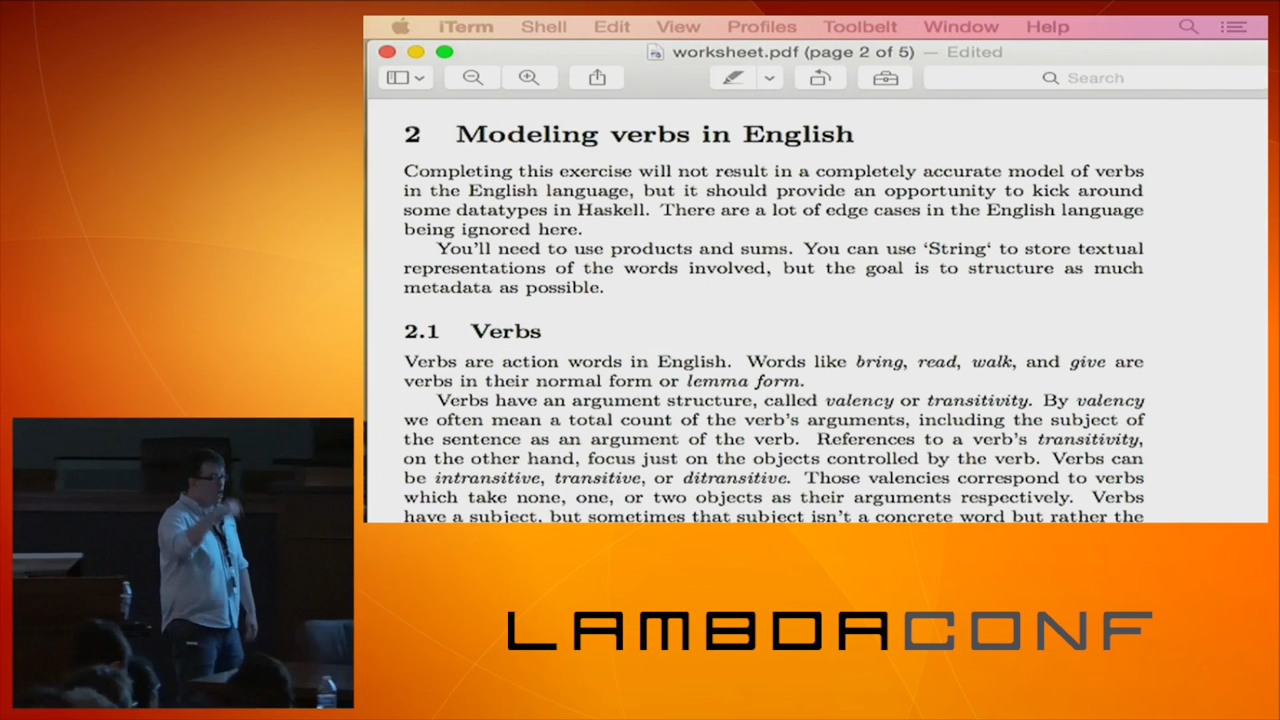 iTerm Shell Edit View Profiles Toolbelt Window Help
worksheet.pdf (page 2 of 5) — Edited
Search
2 Modeling verbs in English
Completing this exercise will not result in a completely accurate model of verbs
in the English language, but it should provide an opportunity to kick around
some datatypes in Haskell. There are a lot of edge cases in the English language
being ignored here.
You'll need to use products and sums. You can use ‘String‘ to store textual
representations of the words involved, but the goal is to structure as much
metadata as possible.
2.1 Verbs
Verbs are action words in English. Words like bring, read, walk, and give are
verbs in their normal form or lemma form.
Verbs have an argument structure, called valency or transitivity. By valency
we often mean a total count of the verb's arguments, including the subject of
the sentence as an argument of the verb. References to a verb's transitivity,
on the other hand, focus just on the objects controlled by the verb. Verbs can
be intransitive, transitive, or ditransitive. Those valencies correspond to verbs
which take none, one, or two objects as their arguments respectively. Verbs
have a subject, but sometimes that subject isn't a concrete word but rather the
LAMBDACONF